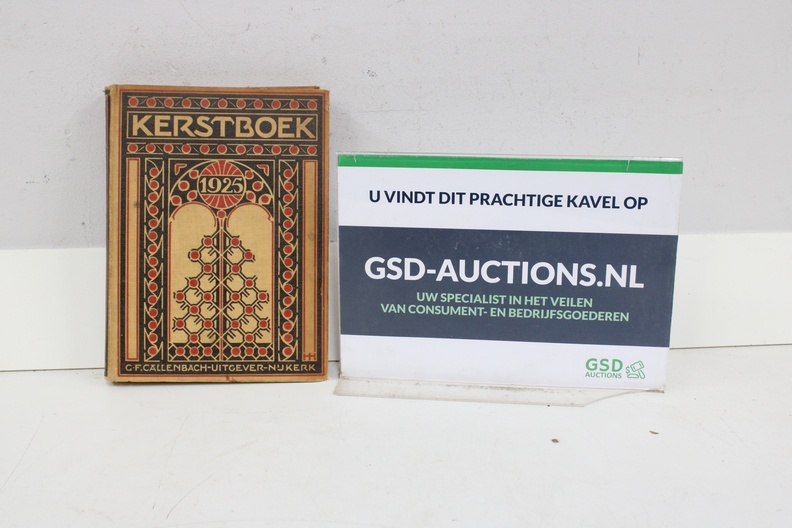 KERSTBOEK
1925
G·F·CALLENBACH-UITGEVER-NIJKERK
U VINDT DIT PRACHTIGE KAVEL OP
GSD-AUCTIONS.NL
UW SPECIALIST IN HET VEILEN
VAN CONSUMENT- EN BEDRIJFSGOEDEREN
GSD
AUCTIONS